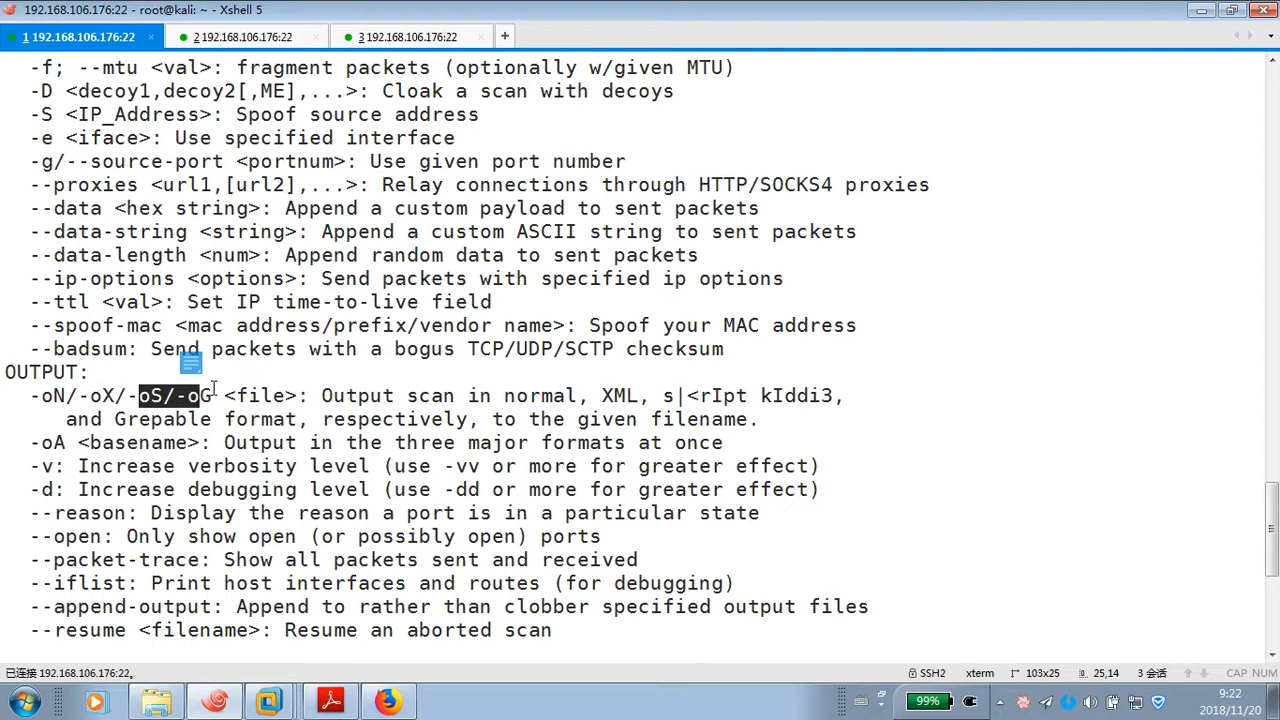 192.168.106.176:22 - root@kali: ~ - Xshell 5
1 192.168.106.176:22 × 2 192.168.106.176:22 × 3 192.168.106.176:22 × +
-f; --mtu <val>: fragment packets (optionally w/given MTU)
-D <decoy1,decoy2[,ME],...>: Cloak a scan with decoys
-S <IP_Address>: Spoof source address
-e <iface>: Use specified interface
-g/--source-port <portnum>: Use given port number
--proxies <url1,[url2],...>: Relay connections through HTTP/SOCKS4 proxies
--data <hex string>: Append a custom payload to sent packets
--data-string <string>: Append a custom ASCII string to sent packets
--data-length <num>: Append random data to sent packets
--ip-options <options>: Send packets with specified ip options
--ttl <val>: Set IP time-to-live field
--spoof-mac <mac address/prefix/vendor name>: Spoof your MAC address
--badsum: Send packets with a bogus TCP/UDP/SCTP checksum
OUTPUT:
-oN/-oX/-oS/-oG <file>: Output scan in normal, XML, s|<rIpt kIddi3,
and Grepable format, respectively, to the given filename.
-oA <basename>: Output in the three major formats at once
-v: Increase verbosity level (use -vv or more for greater effect)
-d: Increase debugging level (use -dd or more for greater effect)
--reason: Display the reason a port is in a particular state
--open: Only show open (or possibly open) ports
--packet-trace: Show all packets sent and received
--iflist: Print host interfaces and routes (for debugging)
--append-output: Append to rather than clobber specified output files
--resume <filename>: Resume an aborted scan
已连接 192.168.106.176:22。 SSH2 xterm 103x25 25,14 3 会话 CAP NUM
99% 9:22
2018/11/20